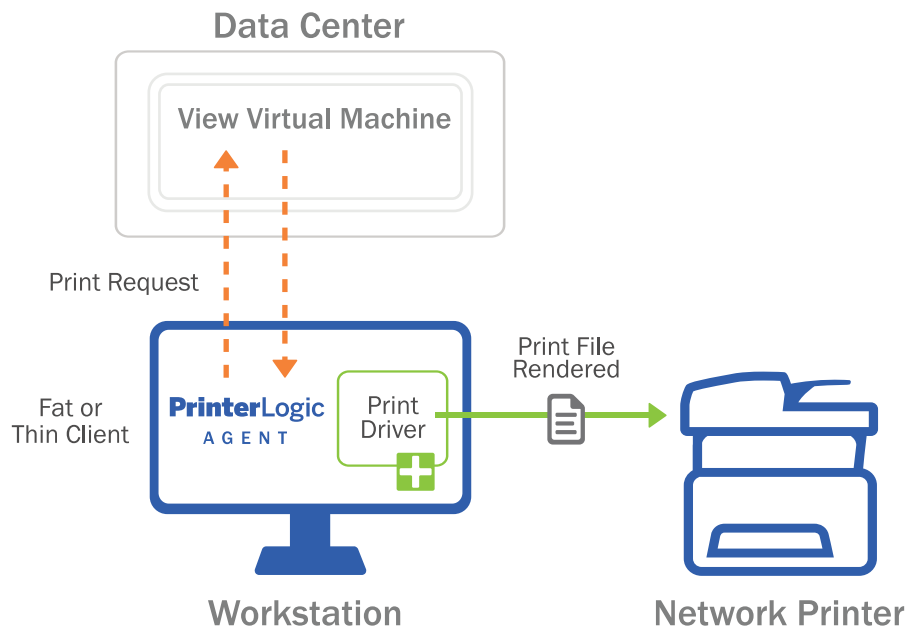 Data Center
View Virtual Machine
Print Request
Fat or
Thin Client
PrinterLogic
AGENT
Print
Driver
Print File
Rendered
Workstation
Network Printer